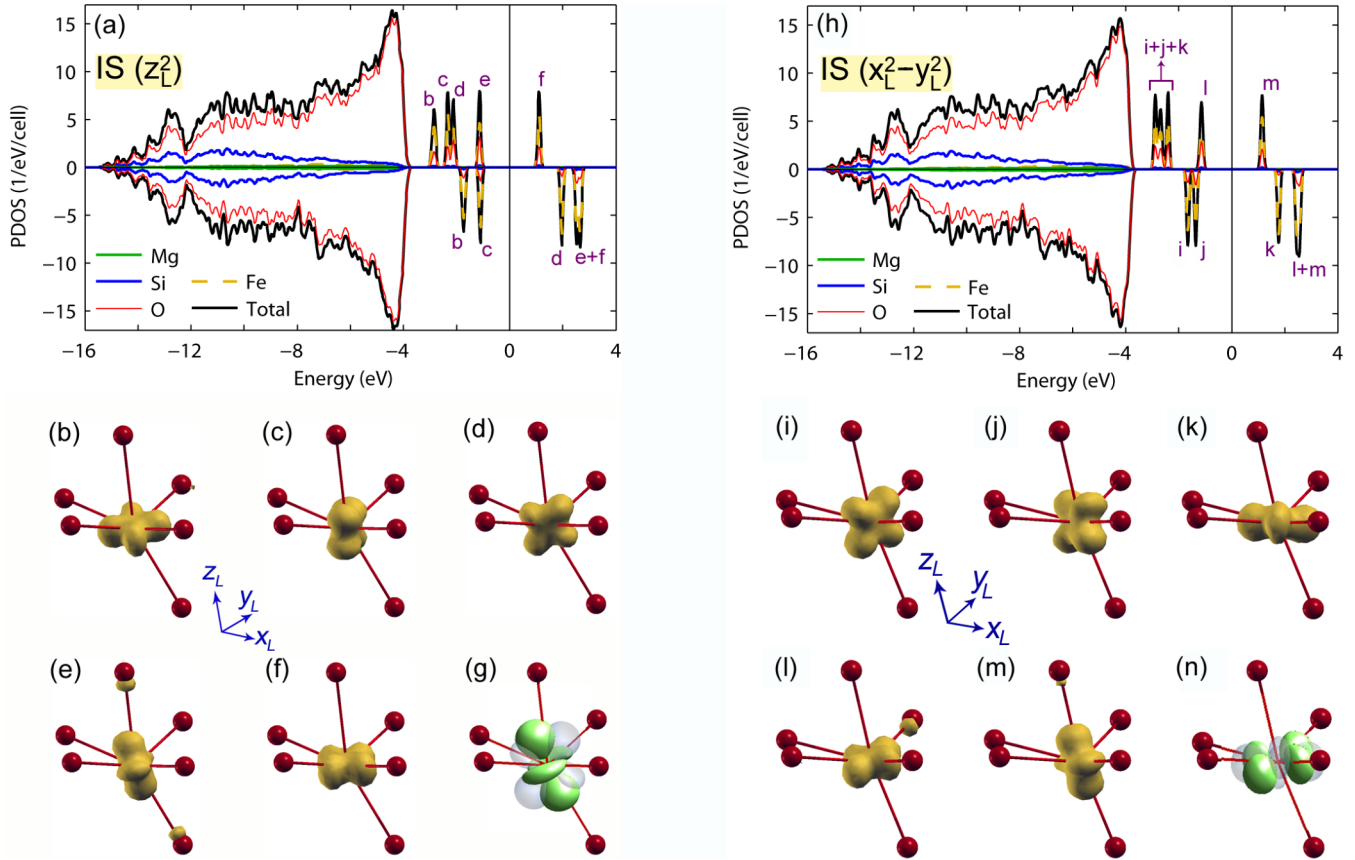 (a)
IS (z_L^2)
15
10
5
0
−5
−10
−15
PDOS (1/eV/cell)
b
c
d
e
f
b
c
d
e+f
Mg
Si
Fe
O
Total
−16
−12
−8
−4
0
4
Energy (eV)
(h)
IS (x_L^2−y_L^2)
15
10
5
0
−5
−10
−15
PDOS (1/eV/cell)
i+j+k
l
m
i
j
k
l+m
Mg
Si
Fe
O
Total
−16
−12
−8
−4
0
4
Energy (eV)
(b)
(c)
(d)
z_L
y_L
x_L
(e)
(f)
(g)
(i)
(j)
(k)
z_L
y_L
x_L
(l)
(m)
(n)